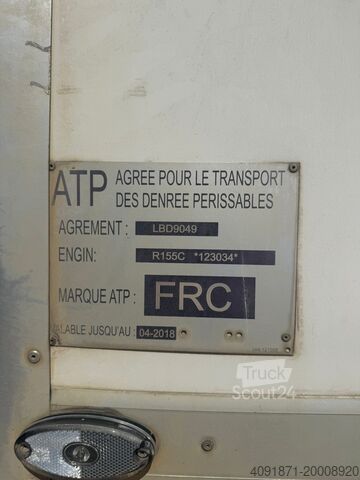 ATP AGREE POUR LE TRANSPORT
DES DENREE PERISSABLES
AGREMENT : LBD9049
ENGIN: R155C *123034*
MARQUE ATP : FRC
ALABLE JUSQU'AU : 04-2018
Truck
Scout24
4091871-20008920